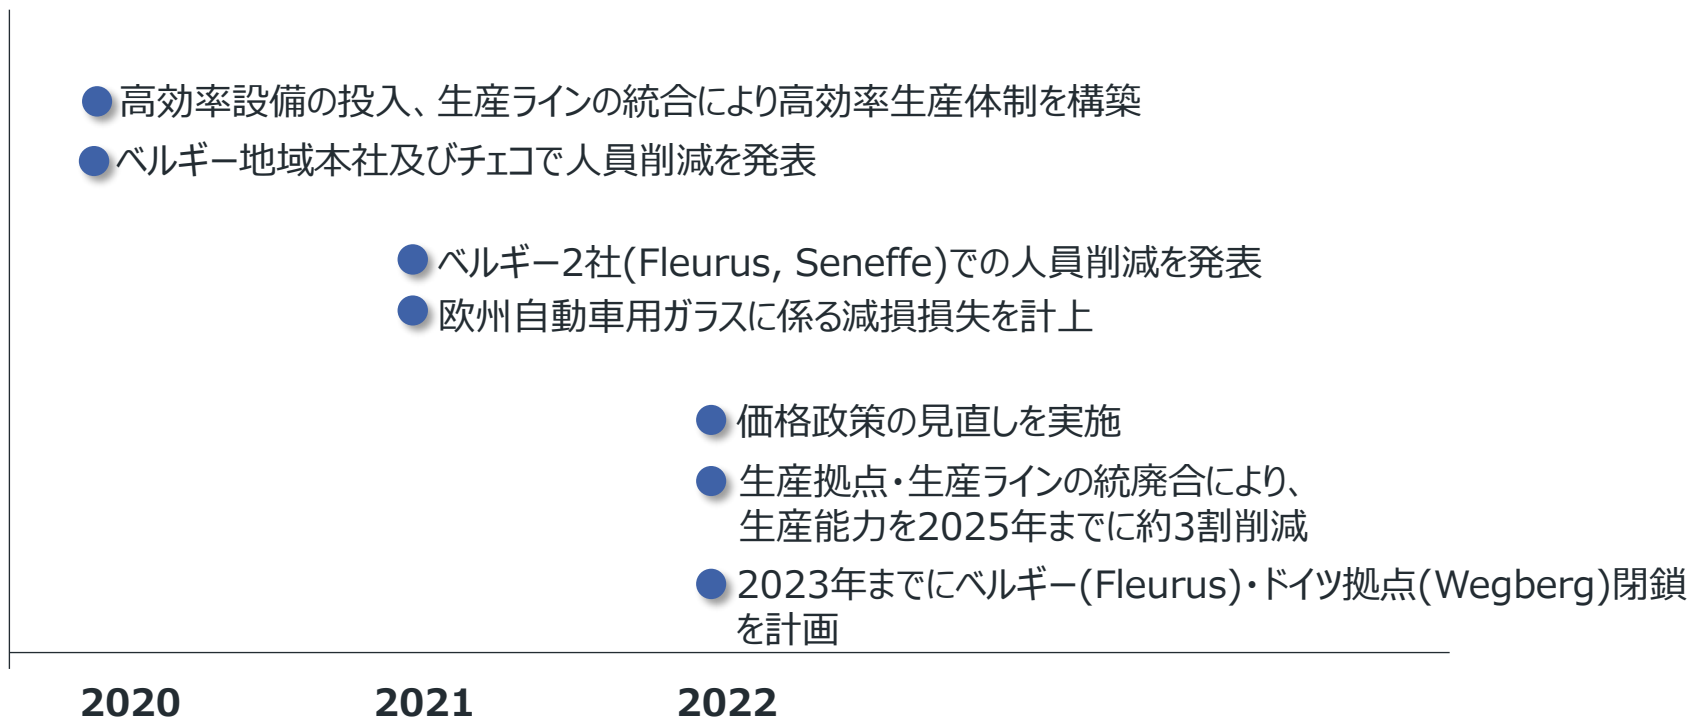 ●高効率設備の投入、生産ラインの統合により高効率生産体制を構築
●ベルギー地域本社及びチェコで人員削減を発表
●ベルギー2社(Fleurus, Seneffe)での人員削減を発表
●欧州自動車用ガラスに係る減損損失を計上
●価格政策の見直しを実施
●生産拠点・生産ラインの統廃合により、
生産能力を2025年までに約3割削減
●2023年までにベルギー(Fleurus)・ドイツ拠点(Wegberg)閉鎖
を計画
2020 2021 2022